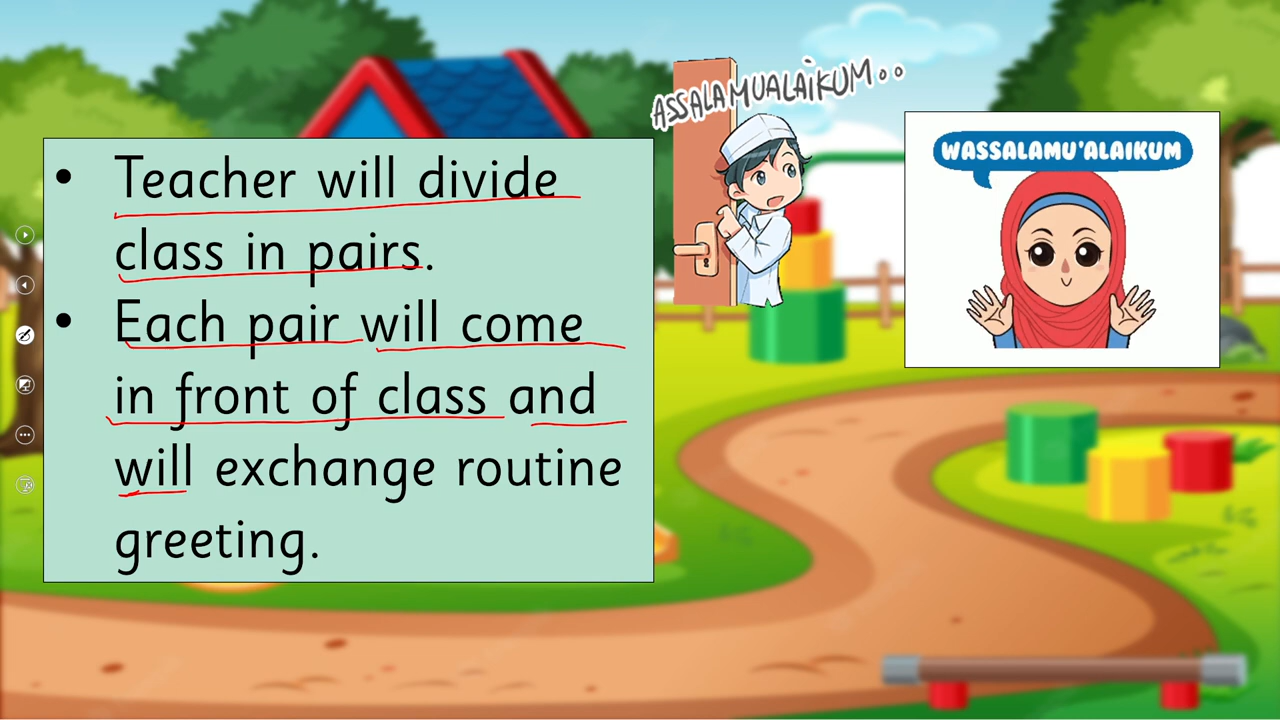 • Teacher will divide
class in pairs.
• Each pair will come
in front of class and
will exchange routine
greeting.
ASSALAMUALAIKUM..
WASSALAMU'ALAIKUM